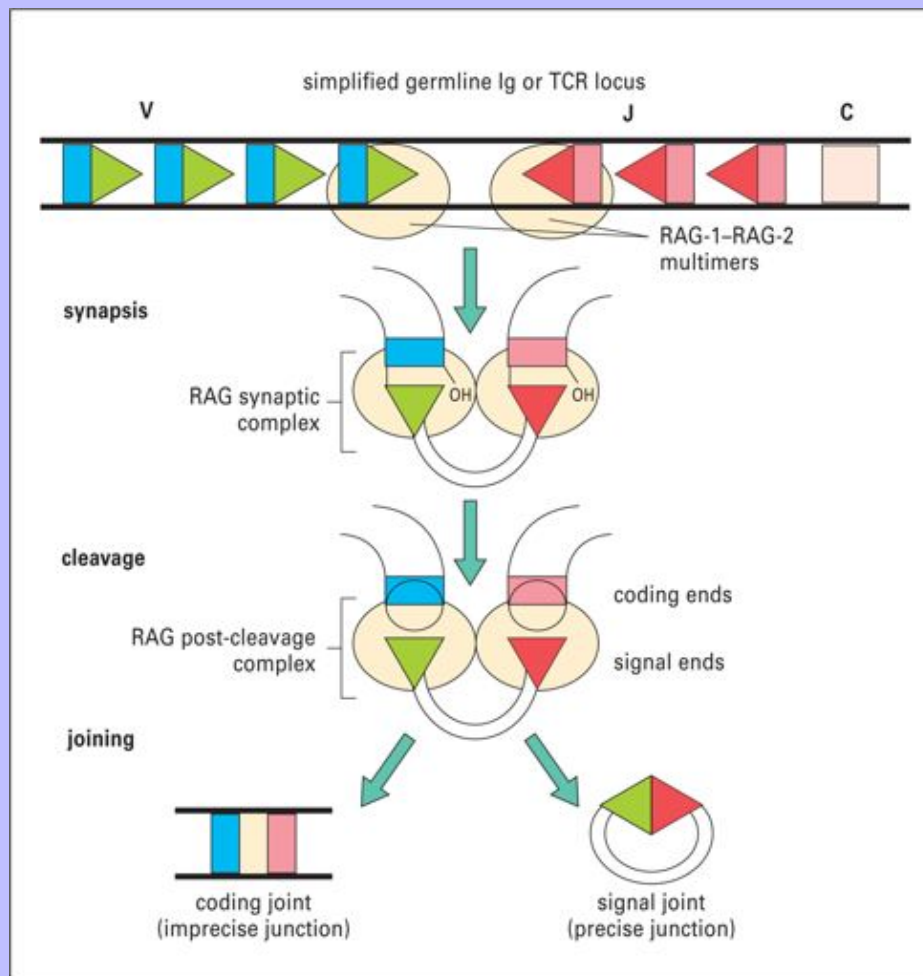 simplified germline Ig or TCR locus
V J C
RAG-1–RAG-2
multimers
synapsis
RAG synaptic
complex
OH OH
cleavage
coding ends
RAG post-cleavage
complex
signal ends
joining
coding joint
(imprecise junction)
signal joint
(precise junction)